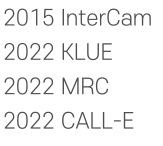 2015 InterCam
2022 KLUE
2022 MRC
2022 CALL-E